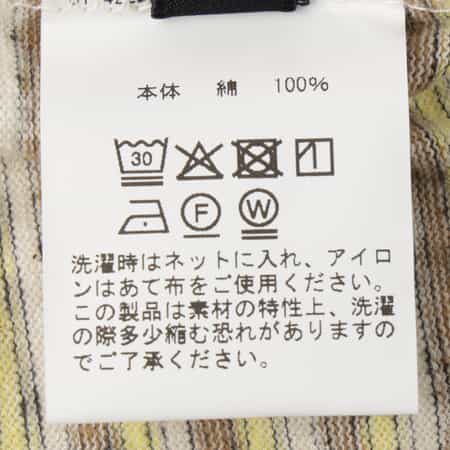 本体 綿 100%
30
F W
洗濯時はネットに入れ、アイロ
ンはあて布をご使用ください。
この製品は素材の特性上、洗濯
の際多少縮む恐れがありますの
でご了承ください。